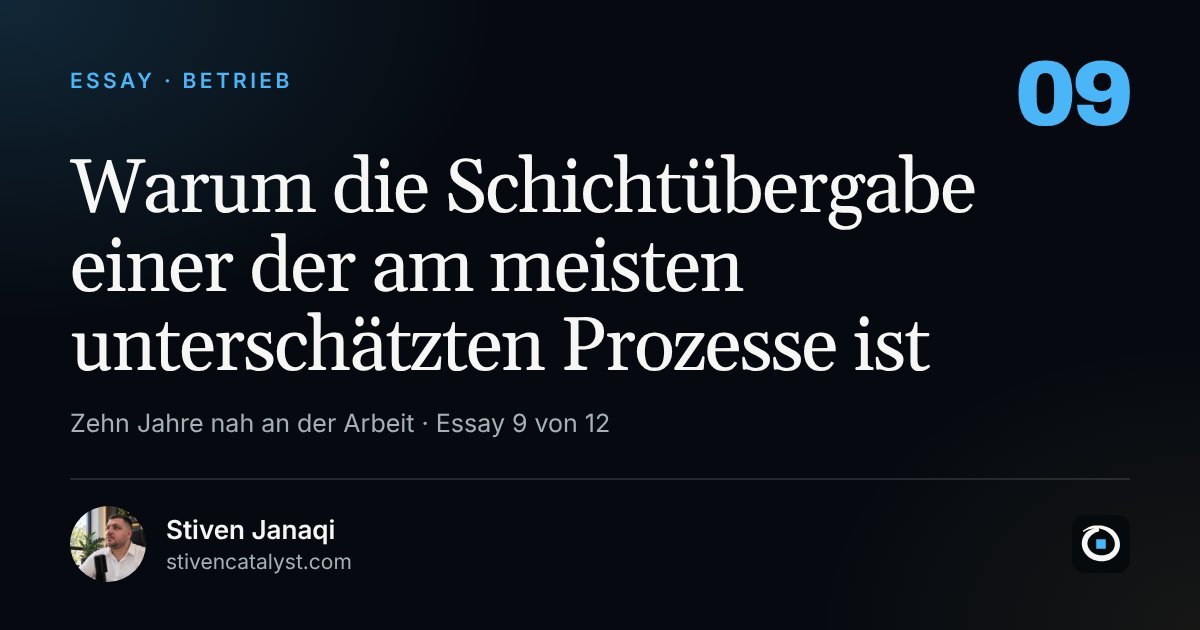 ESSAY · BETRIEB
09
Warum die Schichtübergabe
einer der am meisten
unterschätzten Prozesse ist
Zehn Jahre nah an der Arbeit · Essay 9 von 12
Stiven Janaqi
stivencatalyst.com